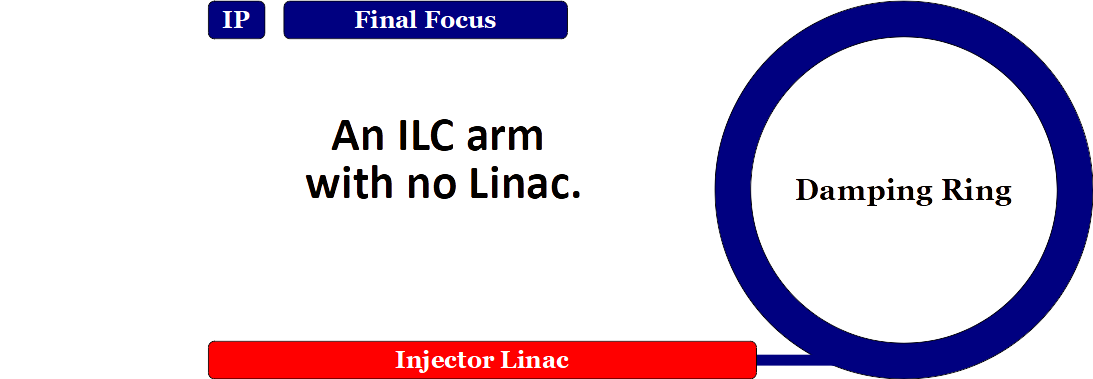 IP
Final Focus
An ILC arm
with no Linac.
Damping Ring
Injector Linac